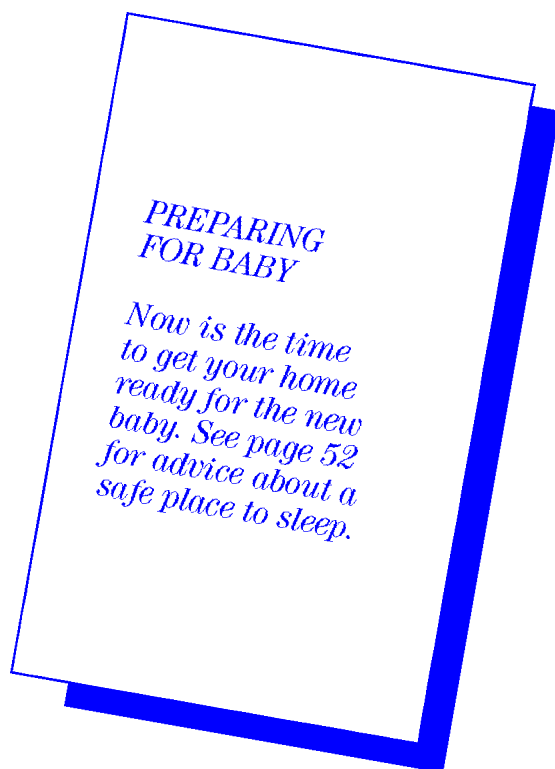 PREPARING
FOR BABY
Now is the time
to get your home
ready for the new
baby. See page 52
for advice about a
safe place to sleep.